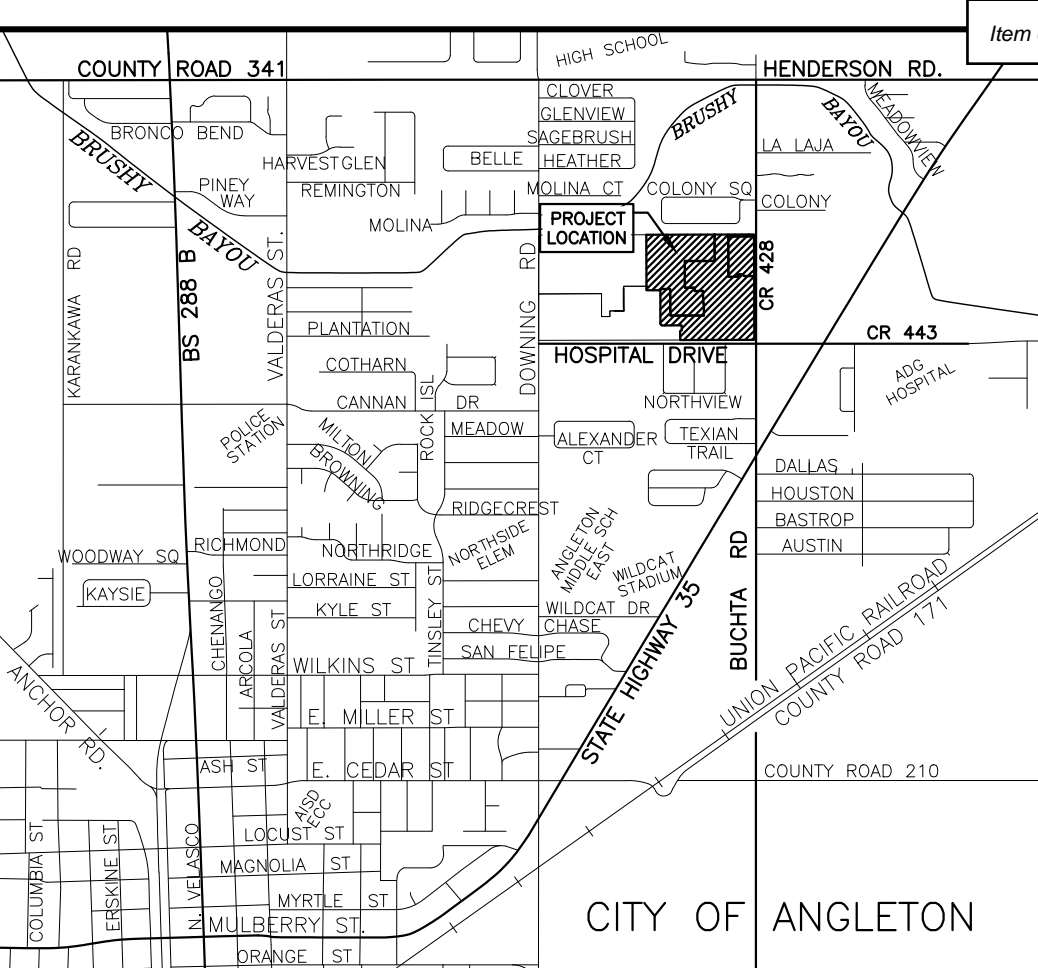 Item
COUNTY ROAD 341
HIGH SCHOOL
HENDERSON RD.
CLOVER
GLENVIEW
SAGEBRUSH
HEATHER
BRUSHY
BAYOU
MEADOWVIEW
BRONCO BEND
BRUSHY
BAYOU
HARVEST GLEN
BELLE
LA LAJA
PINEY
WAY
REMINGTON
MOLINA CT
COLONY SQ
COLONY
MOLINA
PROJECT
LOCATION
KARANKAWA RD
BS 288 B
VALDERAS ST.
DOWNING RD
CR 428
PLANTATION
CR 443
HOSPITAL DRIVE
COTHARN
ADG
HOSPITAL
CANNAN DR
ROCK ISL
NORTHVIEW
POLICE
STATION
MILTON
BROWNING
MEADOW
ALEXANDER
CT
TEXIAN
TRAIL
DALLAS
HOUSTON
BASTROP
AUSTIN
RIDGECREST
WOODWAY SQ
RICHMOND
NORTHRIDGE
NORTHSIDE
ELEM
ANGLETON
MIDDLE SCH
EAST
WILDCAT
STADIUM
BUCHTA RD
KAYSIE
CHENANGO
LORRAINE ST
KYLE ST
TINSLEY ST
WILDCAT DR
CHEVY CHASE
SAN FELIPE
STATE HIGHWAY 35
UNION PACIFIC RAILROAD
COUNTY ROAD 171
ARCOLA
VALDERAS ST
WILKINS ST
ANCHOR RD.
E. MILLER ST
ASH ST
E. CEDAR ST
COUNTY ROAD 210
AISD
ECC
LOCUST ST
COLUMBIA ST
ERSKINE ST
N. VELASCO
MAGNOLIA ST
MYRTLE ST
MULBERRY ST.
ORANGE ST
CITY OF ANGLETON